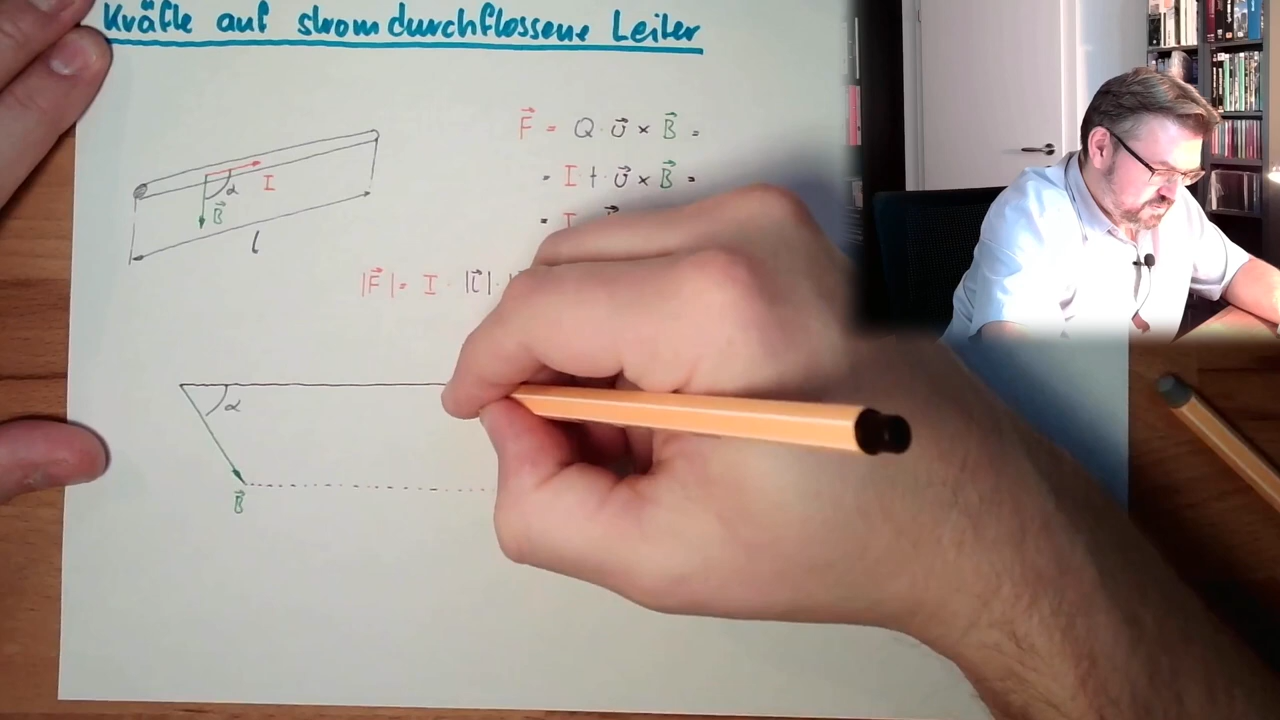 Kräfte auf stromdurchflossene Leiter
F⃗ = Q · v⃗ × B⃗ =
= I t · v⃗ × B⃗ =
= I
α I
B⃗
l
|F⃗| = I · |l⃗| ·
α
B⃗